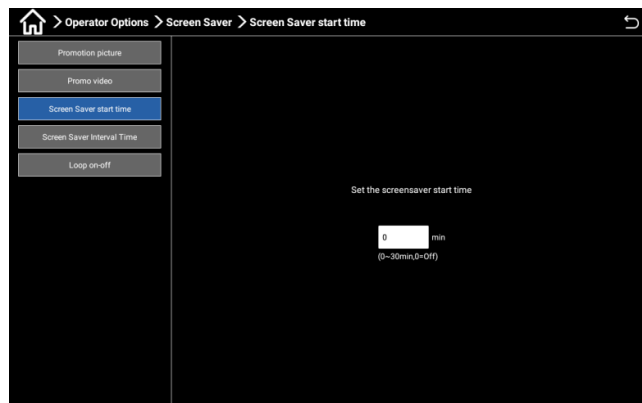 Operator Options > Screen Saver > Screen Saver start time
Promotion picture
Promo video
Screen Saver start time
Screen Saver Interval Time
Loop on-off
Set the screensaver start time
0 min
(0~30min,0=Off)